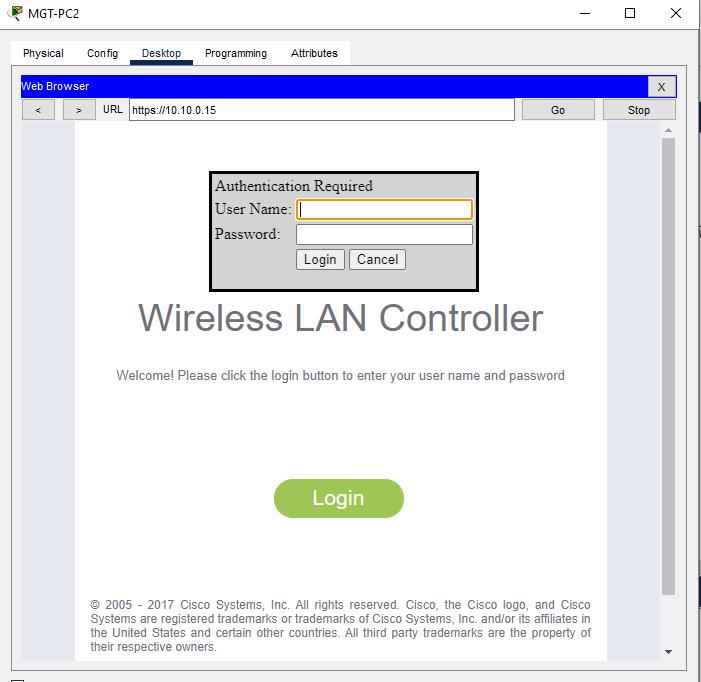 MGT-PC2
Physical Config Desktop Programming Attributes
Web Browser X
< > URL https://10.10.0.15 Go Stop
Authentication Required
User Name:
Password:
Login Cancel
Wireless LAN Controller
Welcome! Please click the login button to enter your user name and password
Login
© 2005 - 2017 Cisco Systems, Inc. All rights reserved. Cisco, the Cisco logo, and Cisco
Systems are registered trademarks or trademarks of Cisco Systems, Inc. and/or its affiliates in
the United States and certain other countries. All third party trademarks are the property of
their respective owners.